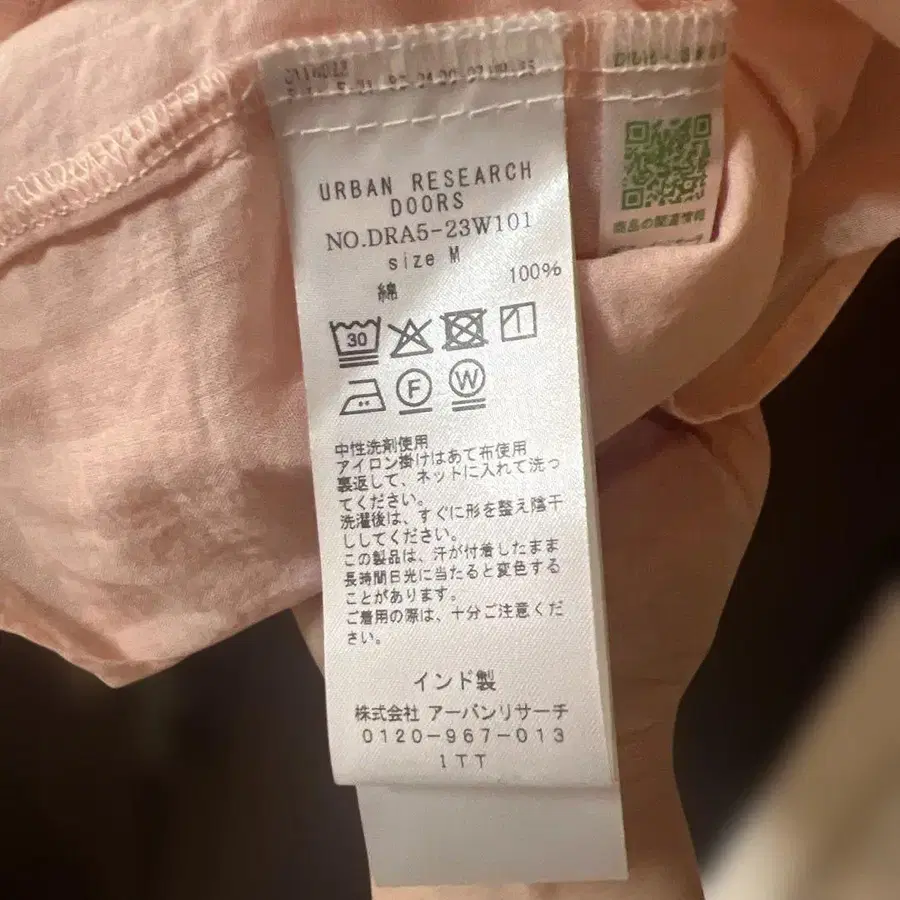 URBAN RESEARCH
DOORS
NO.DRA5-23W101
size M
綿 100%
30
F W
中性洗剤使用
アイロン掛けはあて布使用
裏返して、ネットに入れて洗っ
てください。
洗濯後は、すぐに形を整え陰干
ししてください。
この製品は、汗が付着したまま
長時間日光に当たると変色する
ことがあります。
ご着用の際は、十分ご注意くだ
さい。
インド製
株式会社 アーバンリサーチ
0120-967-013
1TT
商品の関連情報